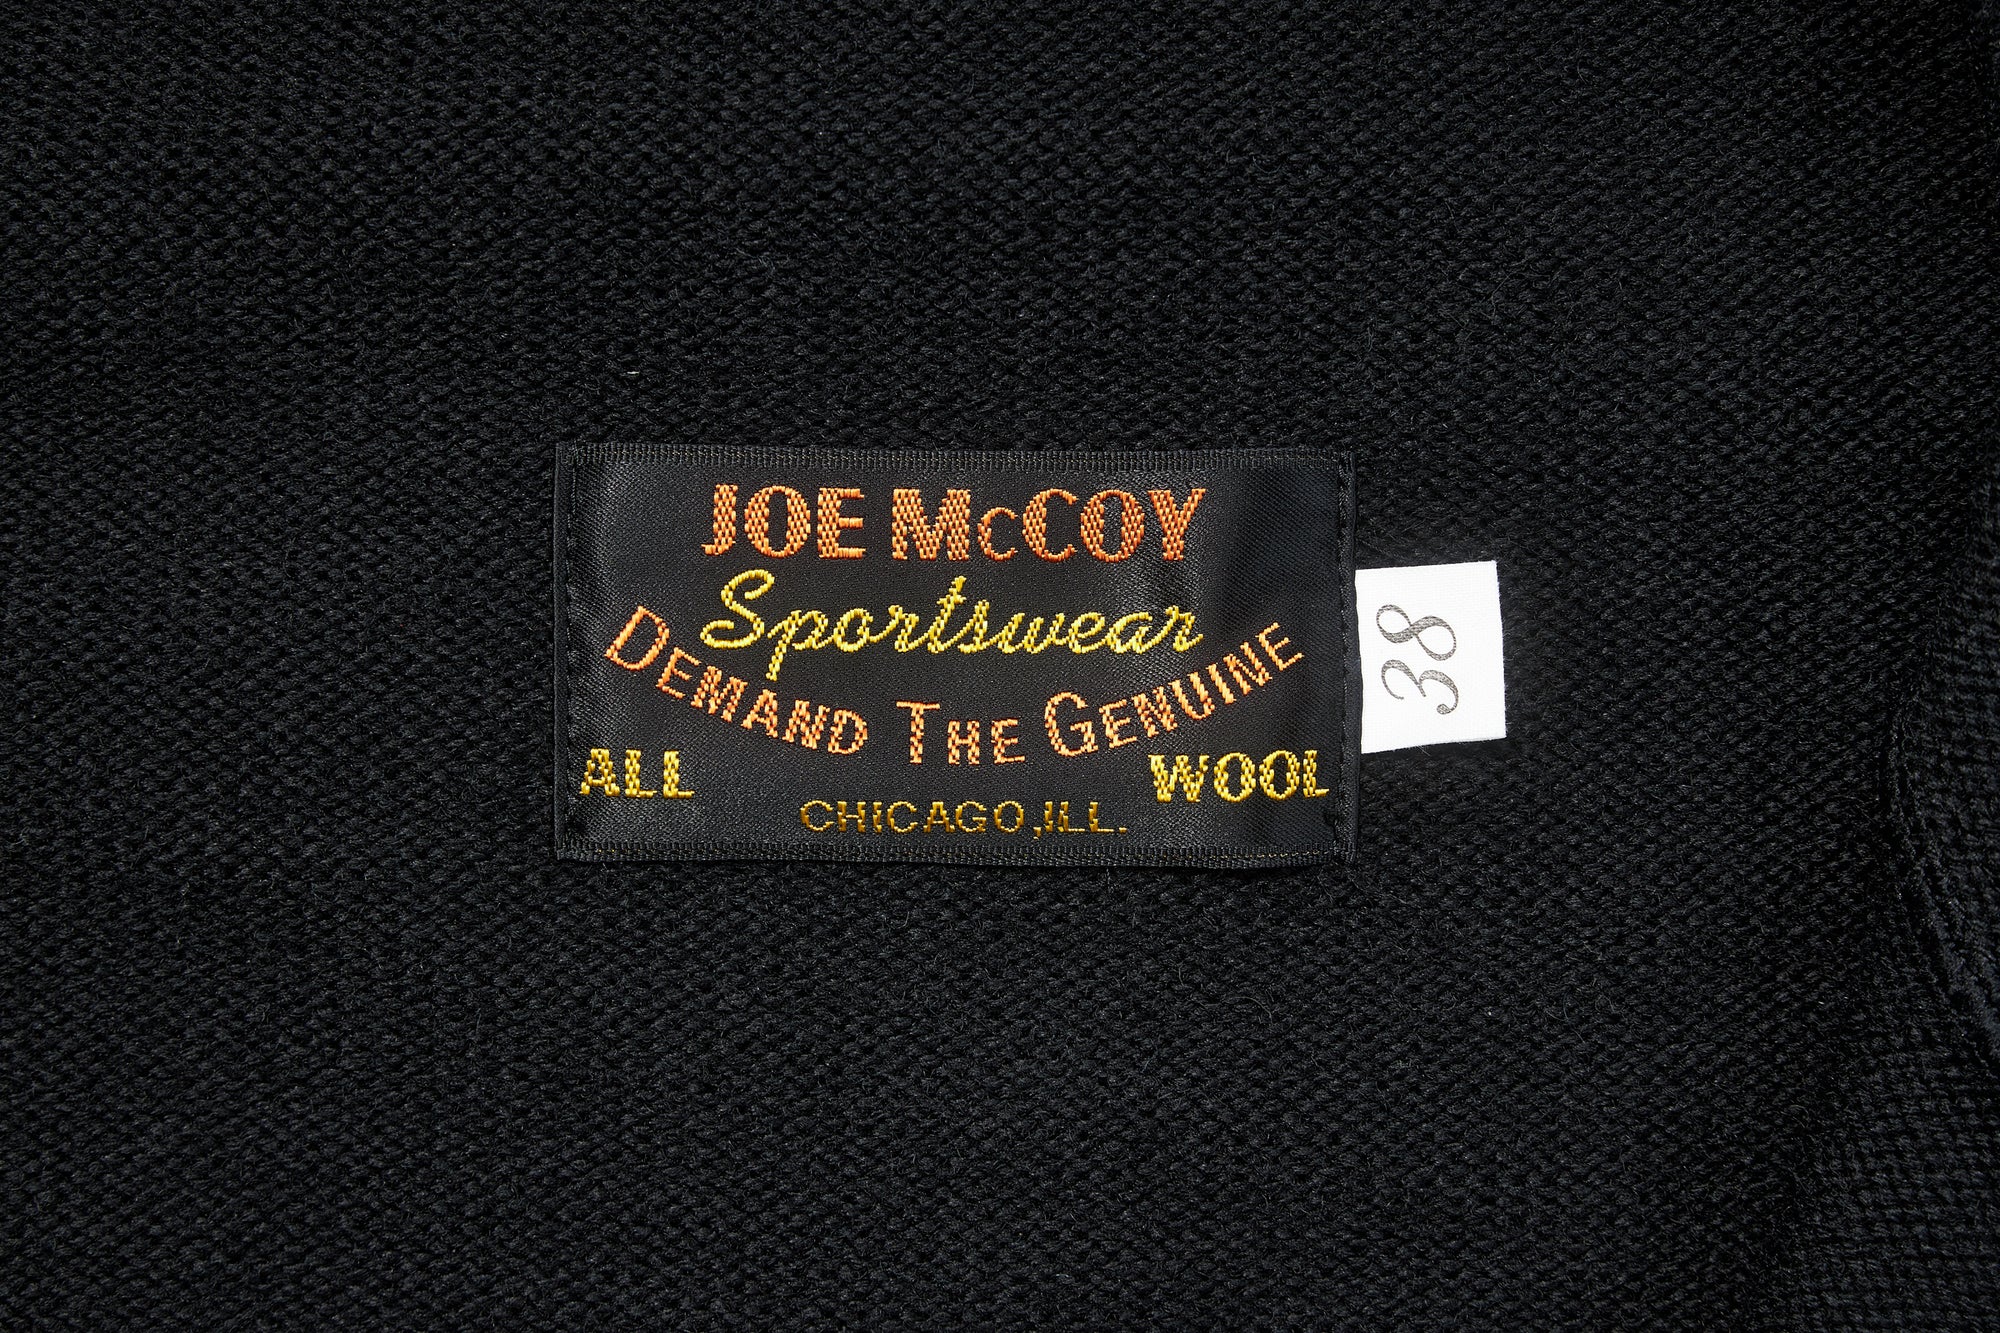 JOE McCOY
Sportswear
DEMAND THE GENUINE
ALL WOOL
CHICAGO, ILL.
38